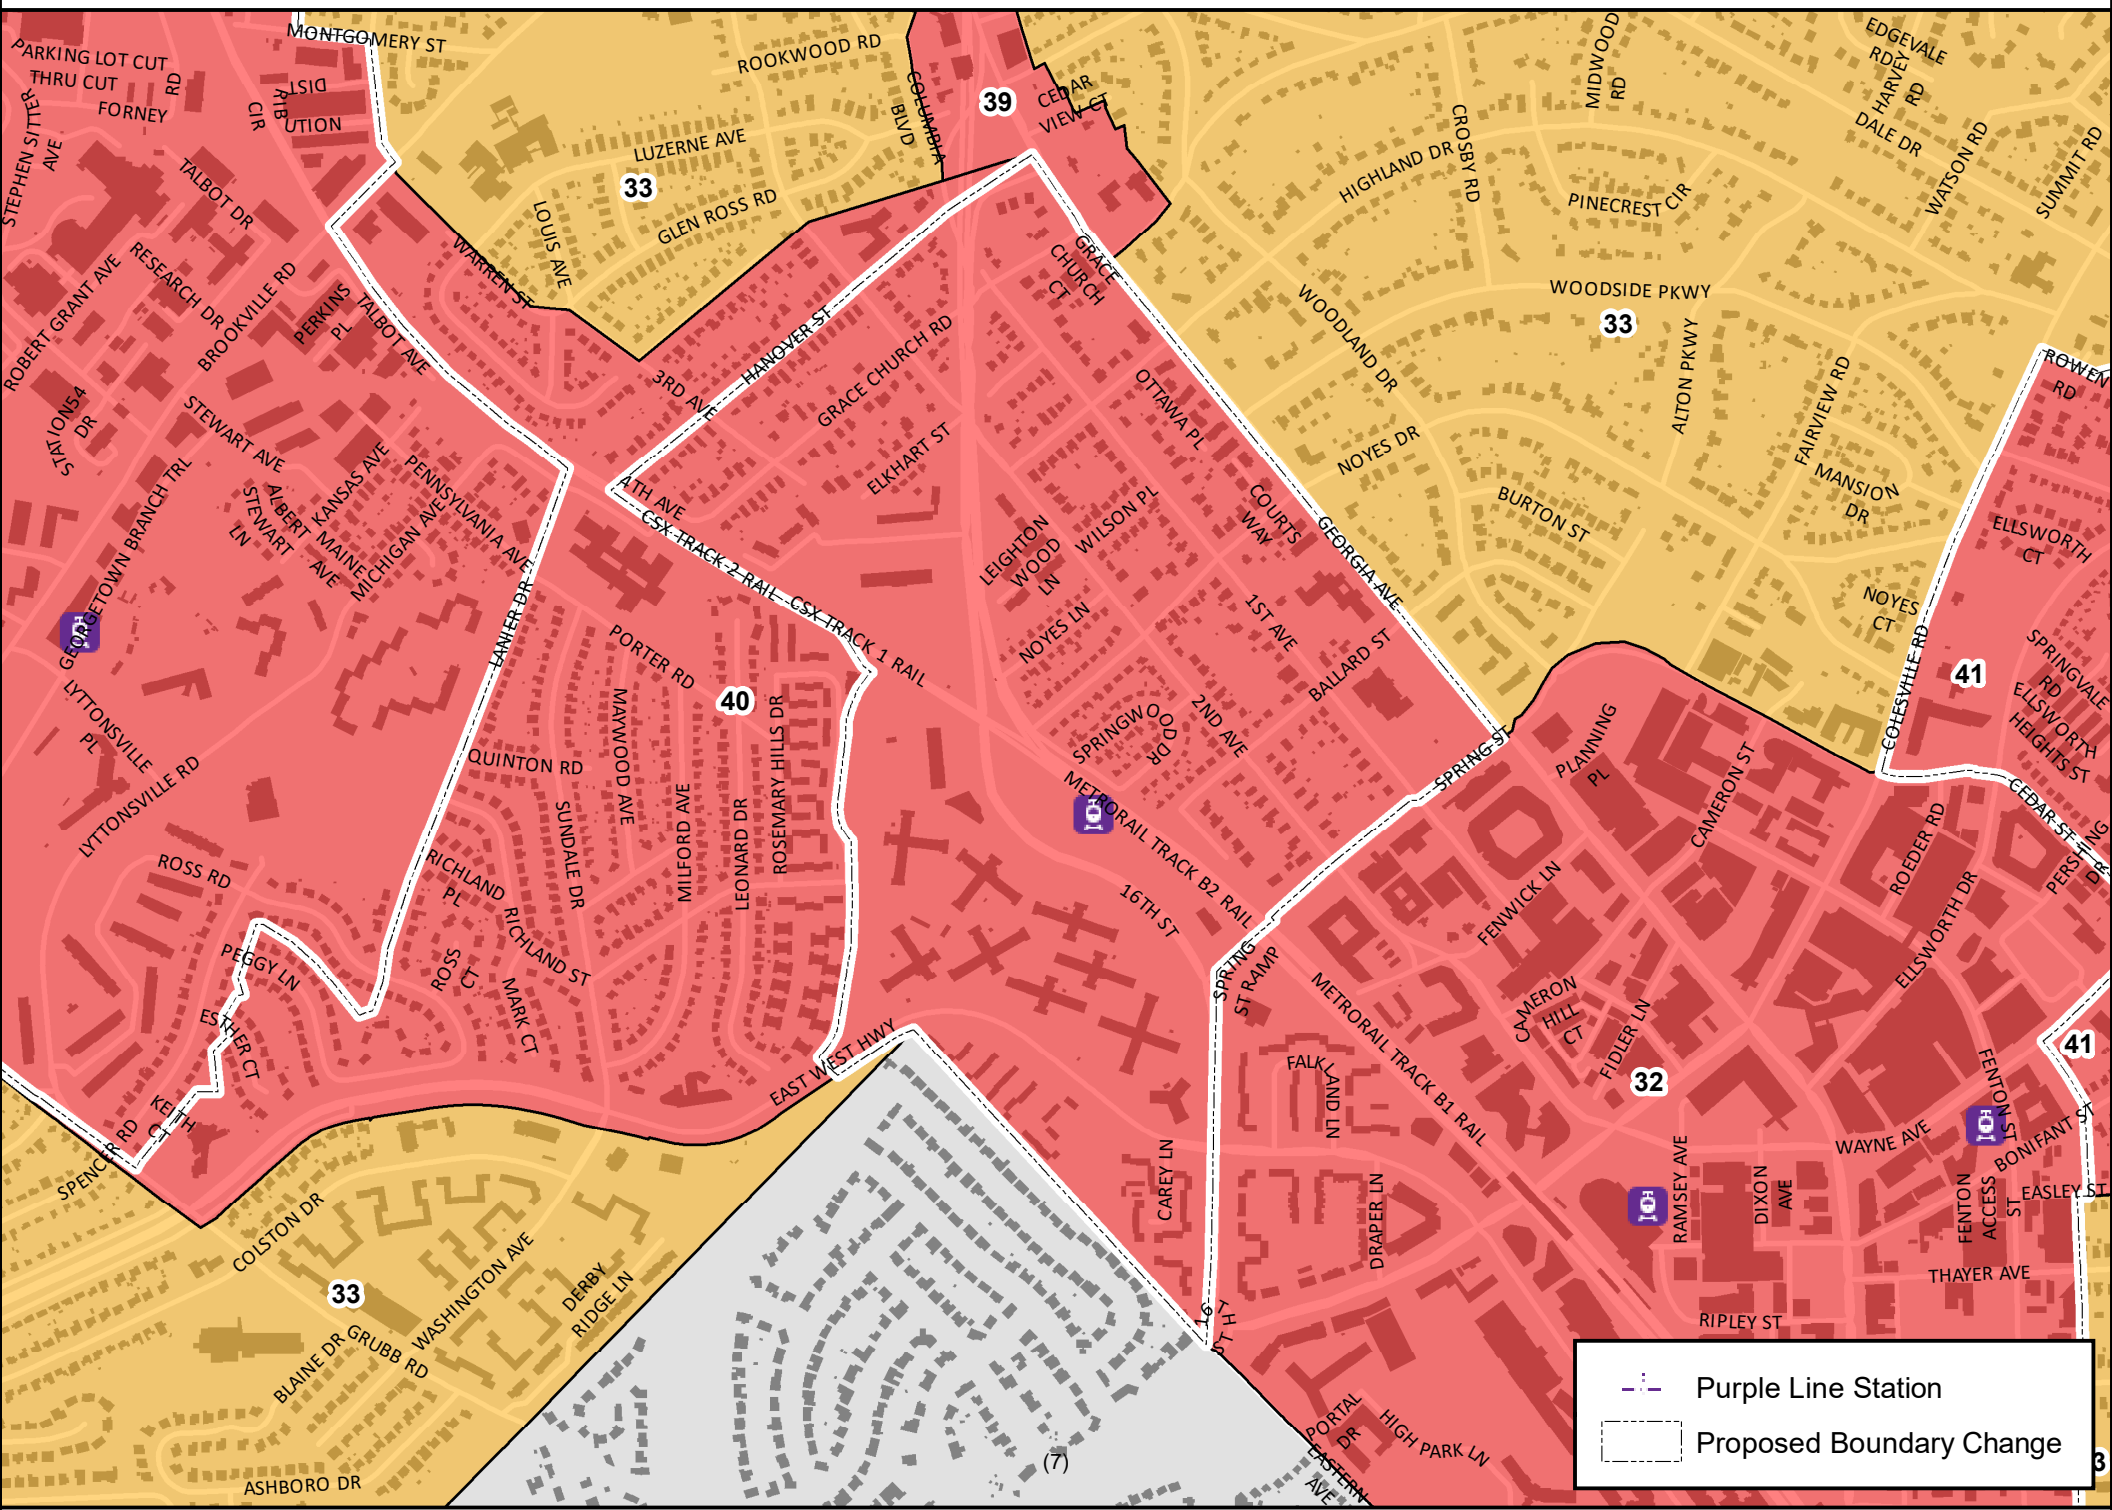 MONTGOMERY ST
PARKING LOT CUT
THRU CUT
FORNEY
RD
CIR
DIST
RIB
UTION
STEPHEN SITTER
AVE
TALBOT DR
ROOKWOOD RD
COLUMBIA
BLVD
39
CEDAR
VIEW CT
LUZERNE AVE
33
GLEN ROSS RD
LOUIS AVE
WARREN ST
MIDWOOD
RD
EDGEVALE
RD
HARVEY
RD
DALE DR
WATSON RD
SUMMIT RD
CROSBY RD
HIGHLAND DR
PINECREST CIR
WOODSIDE PKWY
33
WOODLAND DR
ALTON PKWY
FAIRVIEW RD
NOYES DR
MANSION
DR
BURTON ST
NOYES
CT
ROWEN
RD
ELLSWORTH
CT
COLESVILLE RD
41
SPRINGVALE
RD
ELLSWORTH
HEIGHTS ST
CEDAR ST
PERSHING
DR
ROBERT GRANT AVE
RESEARCH DR
BROOKVILLE RD
PERKINS
PL
TALBOT AVE
STATION54
DR
STEWART AVE
KANSAS AVE
ALBERT
STEWART
AVE
STEWART
LN
MAINE
AVE
MICHIGAN AVE
PENNSYLVANIA AVE
GEORGETOWN BRANCH TRL
LANIER DR
LYTTONSVILLE
PL
LYTTONSVILLE RD
ROSS RD
PEGGY LN
ESTHER CT
KEITH
CT
SPENCER RD
GRACE
CHURCH
CT
HANOVER ST
3RD AVE
GRACE CHURCH RD
ELKHART ST
4TH AVE
CSX TRACK 2 RAIL
CSX TRACK 1 RAIL
OTTAWA PL
COURTS
WAY
GEORGIA AVE
WILSON PL
LEIGHTON
WOOD
LN
NOYES LN
1ST AVE
BALLARD ST
2ND AVE
SPRINGWOOD DR
SPRING ST
METRORAIL TRACK B2 RAIL
16TH ST
SPRING
ST RAMP
PORTER RD
40
MAYWOOD AVE
QUINTON RD
SUNDALE DR
MILFORD AVE
LEONARD DR
ROSEMARY HILLS DR
RICHLAND
PL
RICHLAND ST
ROSS
CT
MARK CT
EAST WEST HWY
PLANNING
PL
CAMERON ST
ROEDER RD
ELLSWORTH DR
FENWICK LN
CAMERON
HILL
CT
FIDLER LN
METRORAIL TRACK B1 RAIL
FALKLAND LN
32
41
FENTON ST
BONIFANT ST
WAYNE AVE
EASLEY ST
RAMSEY AVE
DIXON
AVE
FENTON
ACCESS
ST
THAYER AVE
RIPLEY ST
CAREY LN
DRAPER LN
16TH
ST
COLSTON DR
33
WASHINGTON AVE
DERBY
RIDGE LN
GRUBB RD
BLAINE DR
ASHBORO DR
(7)
PORTAL
DR
HIGH PARK LN
EASTERN
AVE
Purple Line Station
Proposed Boundary Change
3